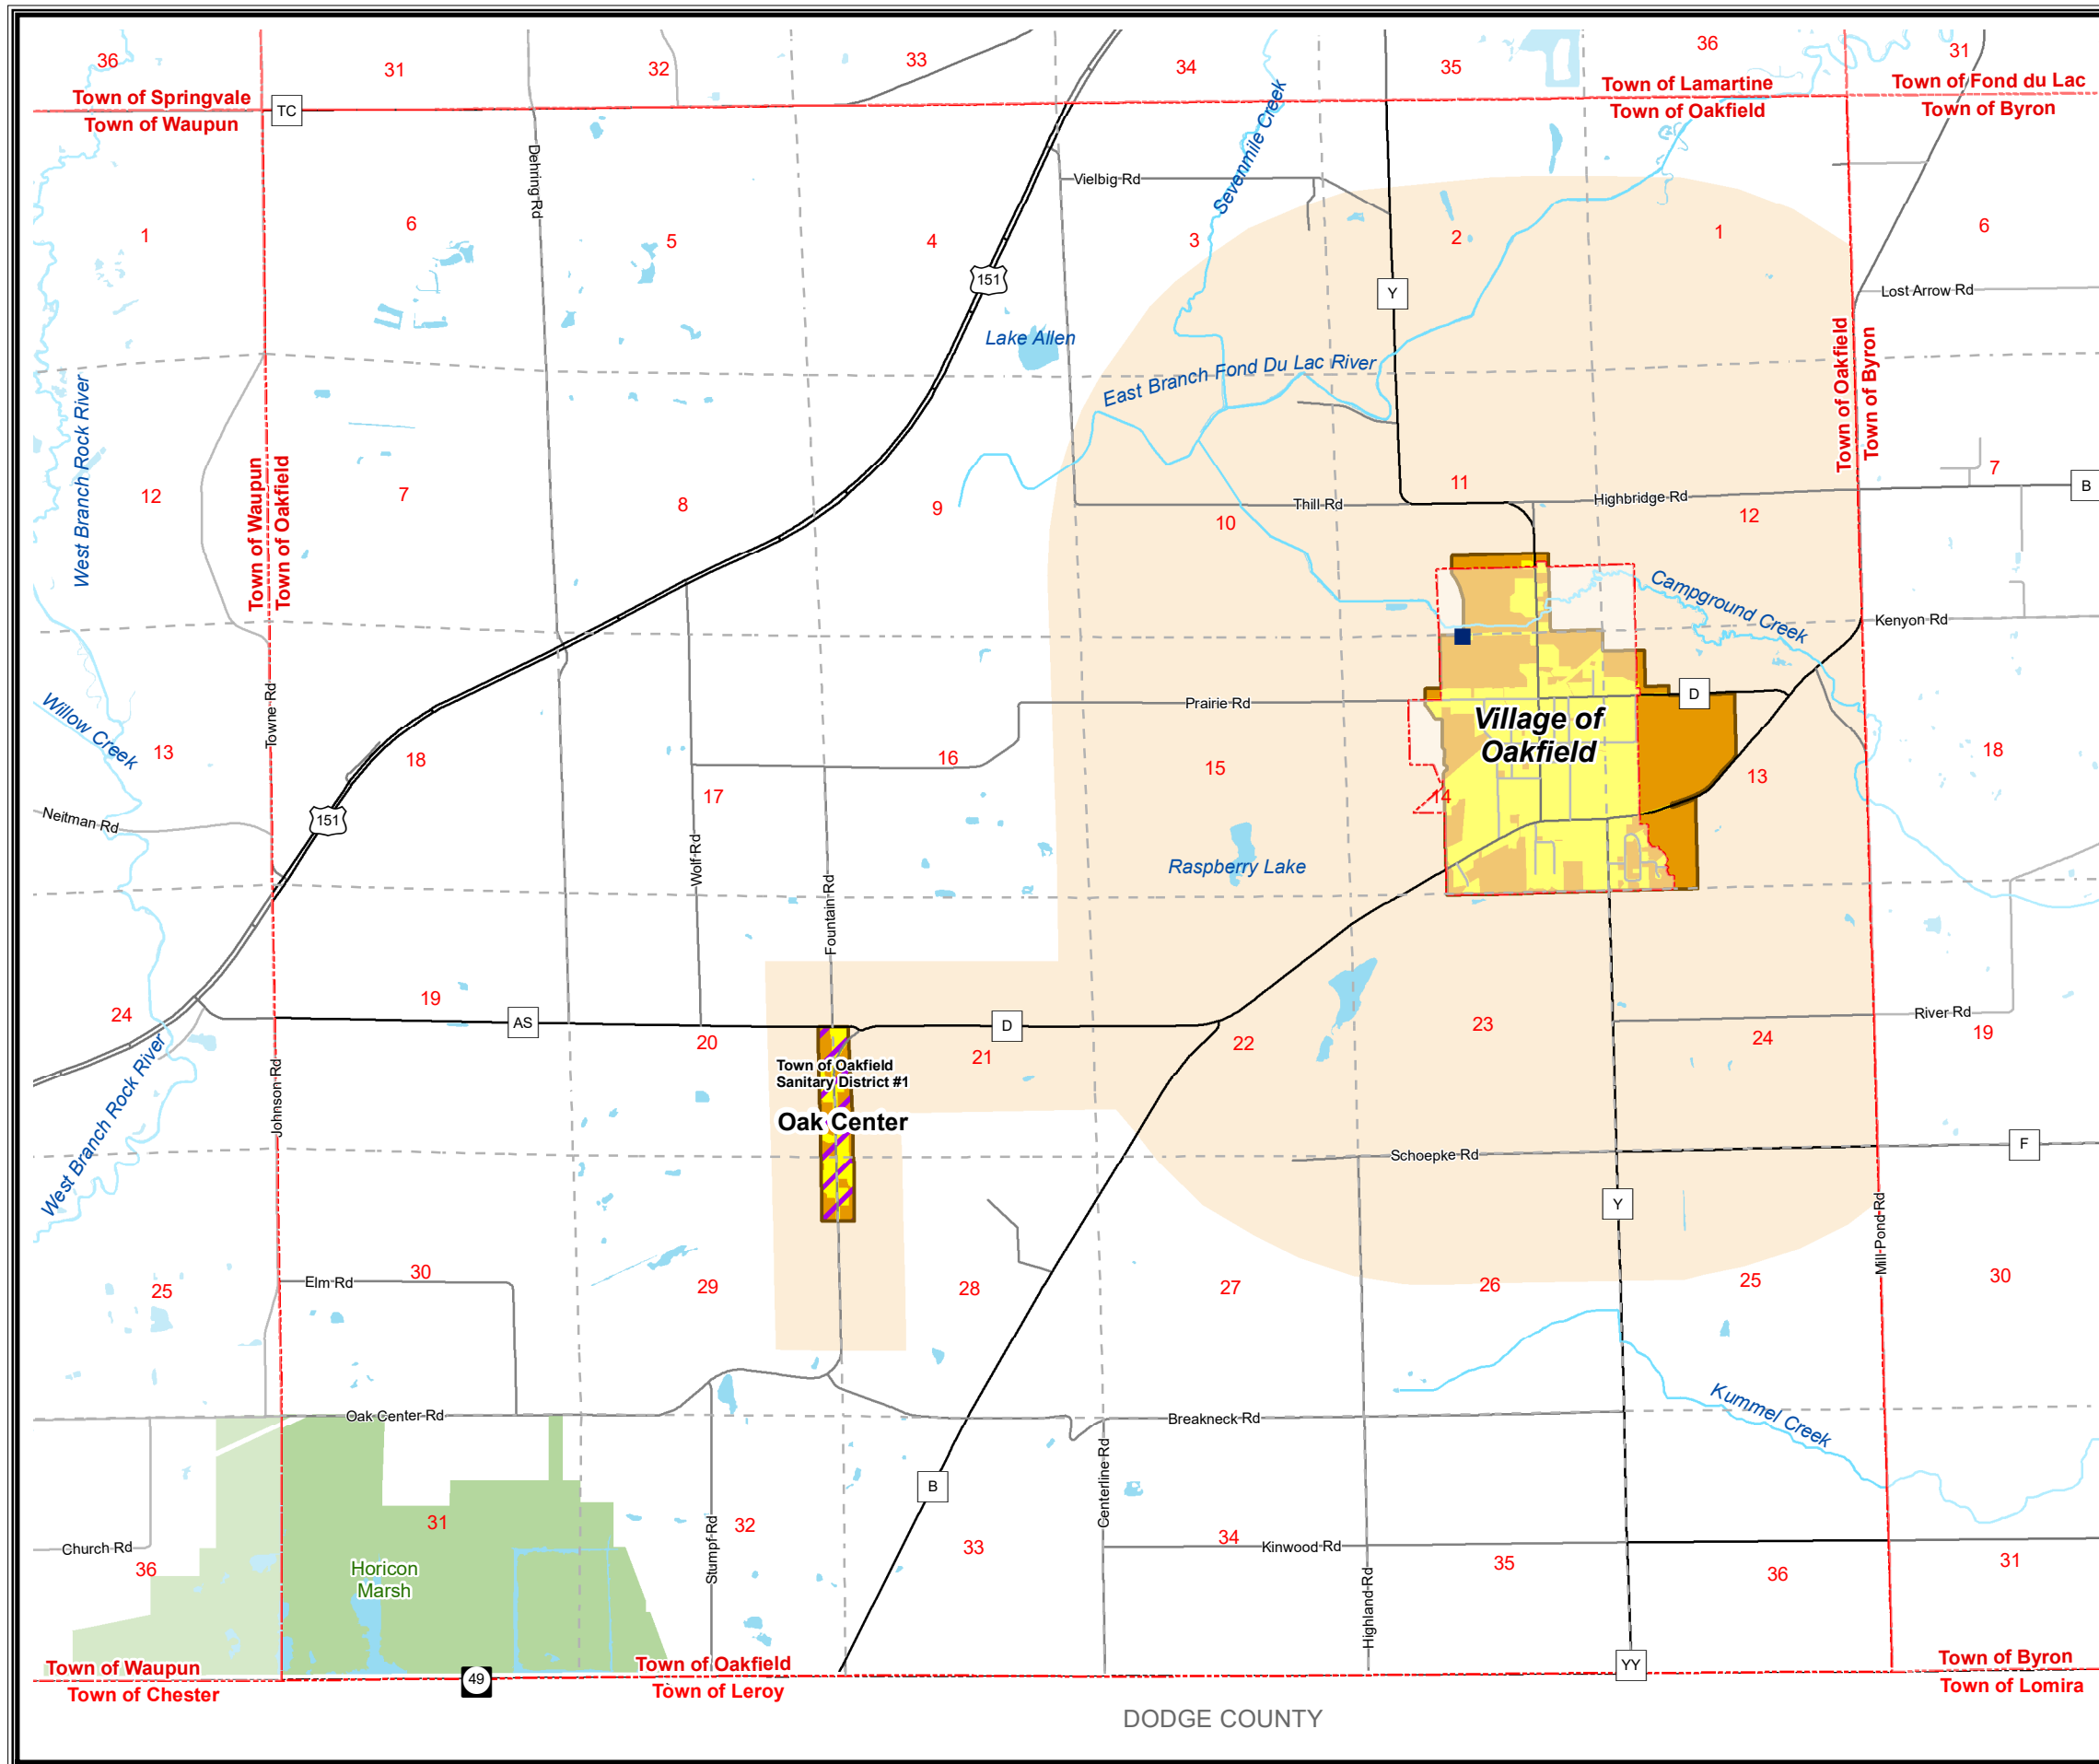 36
31
32
33
34
35
36
31
Town of Springvale
Town of Waupun
TC
Town of Lamartine
Town of Oakfield
Town of Fond du Lac
Town of Byron
Dehring Rd
Vielbig Rd
Sevenmile Creek
1
6
5
4
3
2
1
6
151
Y
Lost Arrow Rd
Lake Allen
East Branch Fond Du Lac River
Town of Oakfield
Town of Byron
West Branch Rock River
Town of Waupun
Town of Oakfield
12
7
8
9
10
11
12
7
B
Thill Rd
Highbridge Rd
Campground Creek
Kenyon Rd
Willow Creek
Towne Rd
Prairie Rd
D
Village of
Oakfield
13
18
17
16
15
14
13
18
Neitman Rd
151
Wolf Rd
Fountain Rd
Raspberry Lake
24
19
20
21
22
23
24
19
AS
D
River Rd
West Branch Rock River
Johnson Rd
Town of Oakfield
Sanitary District #1
Oak Center
Schoepke Rd
F
Y
Mill Pond Rd
25
30
29
28
27
26
25
30
Elm Rd
Oak Center Rd
Breakneck Rd
Kummel Creek
B
Centerline Rd
Stumpf Rd
Church Rd
36
31
32
33
34
35
36
31
Kinwood Rd
Highland Rd
Horicon
Marsh
Town of Waupun
Town of Chester
49
Town of Oakfield
Town of Leroy
YY
Town of Byron
Town of Lomira
DODGE COUNTY